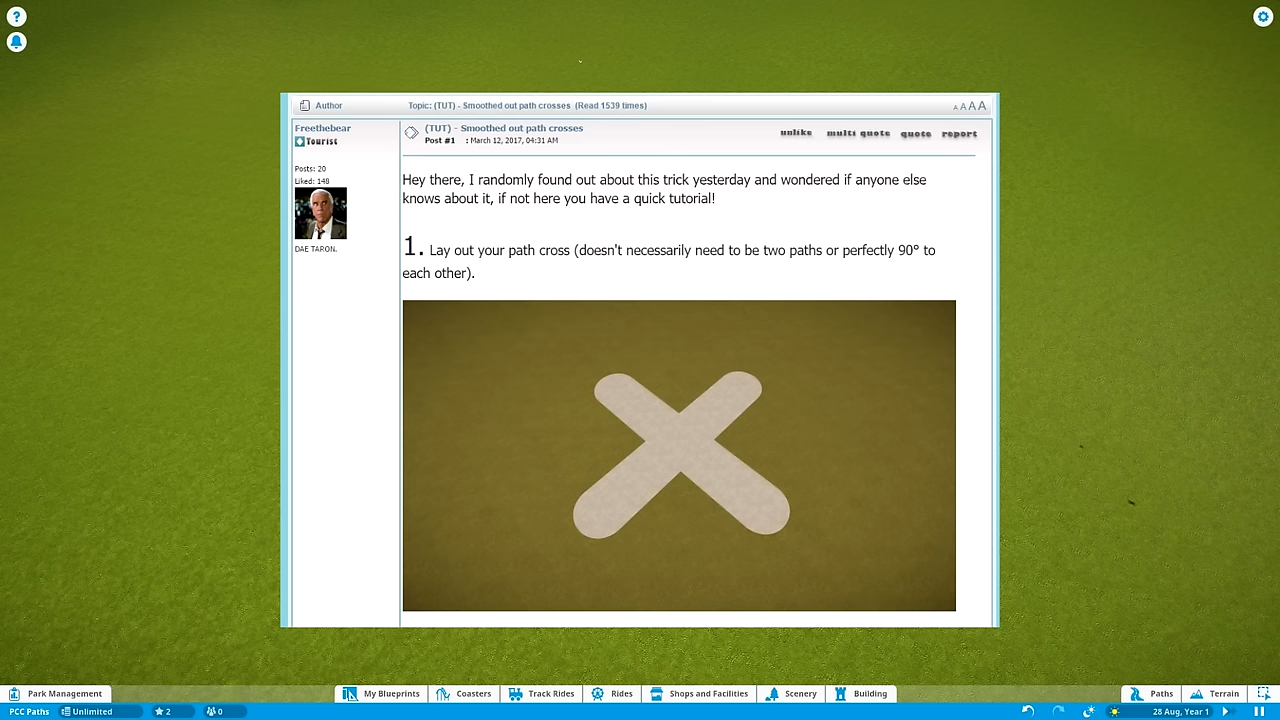 ?
Author
Topic: (TUT) - Smoothed out path crosses (Read 1539 times)
A A A A
Freethebear
Tourist
Posts: 20
Liked: 148
DAE TARON.
(TUT) - Smoothed out path crosses
Post #1 : March 12, 2017, 04:31 AM
unlike multi quote quote report
Hey there, I randomly found out about this trick yesterday and wondered if anyone else
knows about it, if not here you have a quick tutorial!
1. Lay out your path cross (doesn't necessarily need to be two paths or perfectly 90° to
each other).
Park Management
My Blueprints Coasters Track Rides Rides Shops and Facilities Scenery Building
Paths Terrain
PCC Paths Unlimited 2 0
28 Aug, Year 1